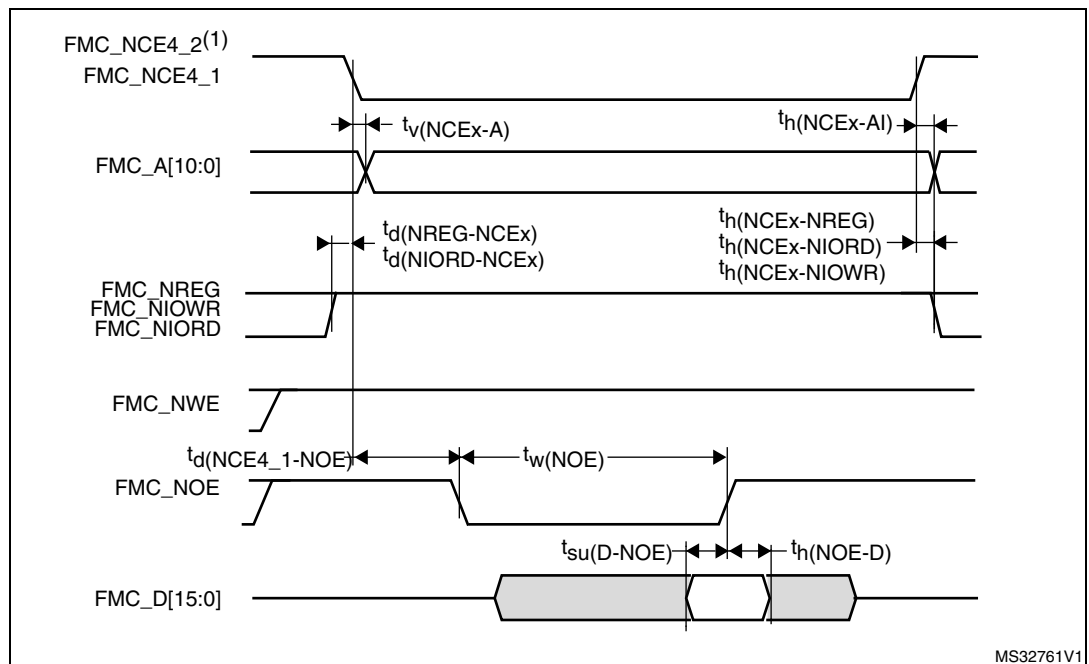 FMC_NCE4_2(1)
FMC_NCE4_1
tv(NCEx-A)
th(NCEx-AI)
FMC_A[10:0]
td(NREG-NCEx)
td(NIORD-NCEx)
th(NCEx-NREG)
th(NCEx-NIORD)
th(NCEx-NIOWR)
FMC_NREG
FMC_NIOWR
FMC_NIORD
FMC_NWE
td(NCE4_1-NOE)
tw(NOE)
FMC_NOE
tsu(D-NOE)
th(NOE-D)
FMC_D[15:0]
MS32761V1